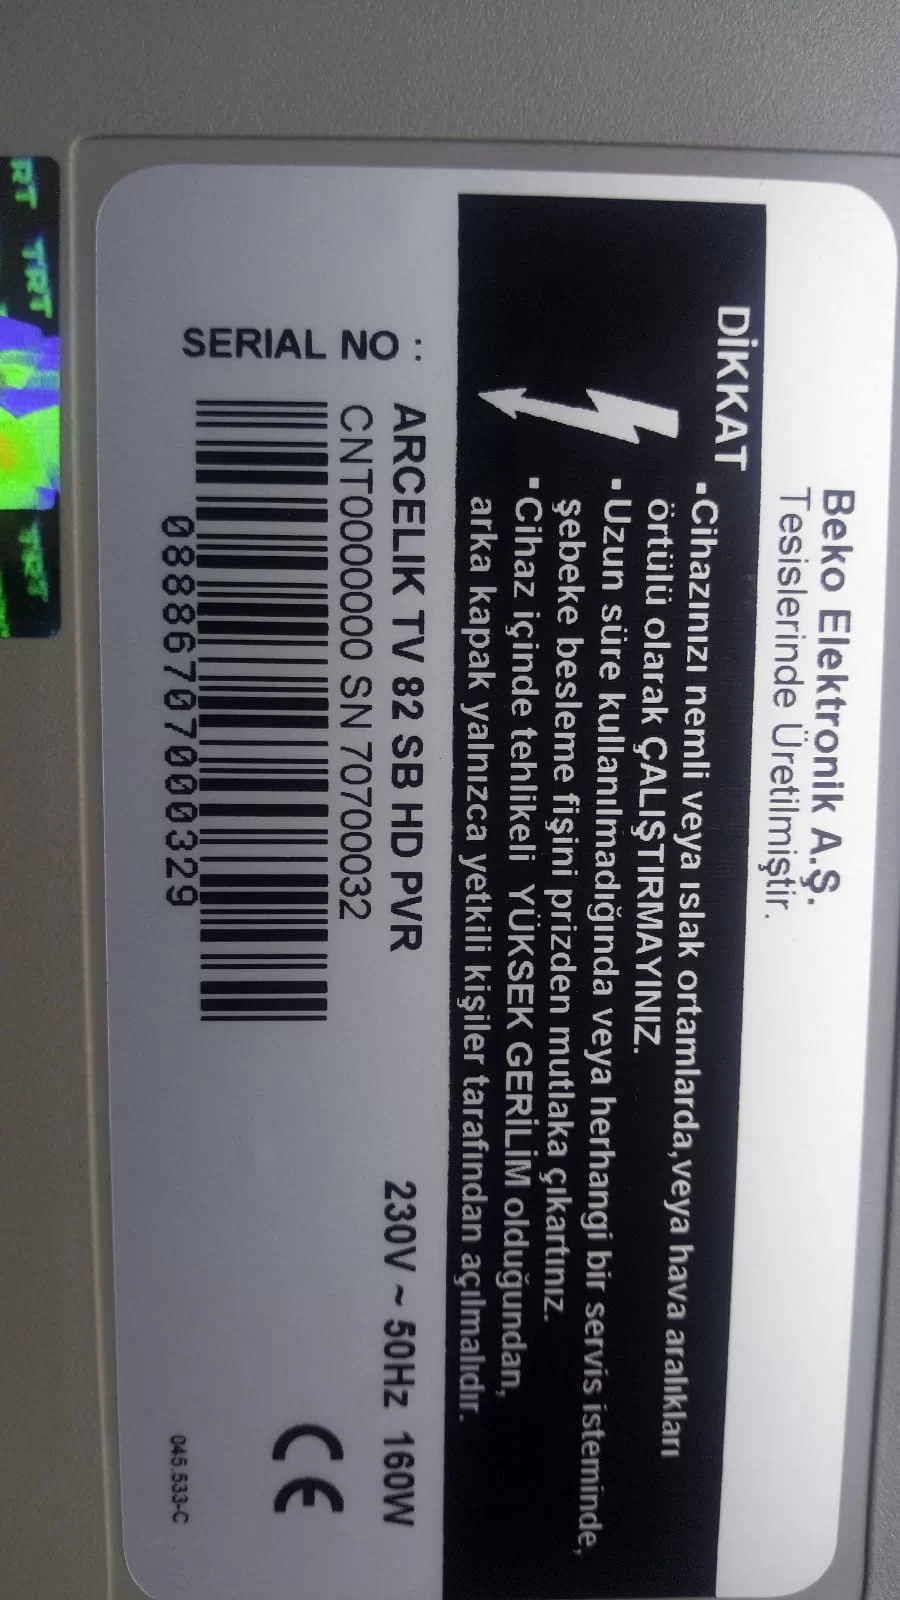 Beko Elektronik A.Ş.
Tesislerinde Üretilmiştir.
DİKKAT
▪Cihazınızı nemli veya ıslak ortamlarda,veya hava aralıkları
örtülü olarak ÇALIŞTIRMAYINIZ.
▪Uzun süre kullanılmadığında veya herhangi bir servis isteminde,
şebeke besleme fişini prizden mutlaka çıkartınız.
▪Cihaz içinde tehlikeli YÜKSEK GERİLİM olduğundan,
arka kapak yalnızca yetkili kişiler tarafından açılmalıdır.
ARCELIK TV 82 SB HD PVR 230V ~ 50Hz 160W
SERIAL NO :: CNT0000000 SN 70700032
CE
0888670700000329
045.533-C
RT TRT
TRT